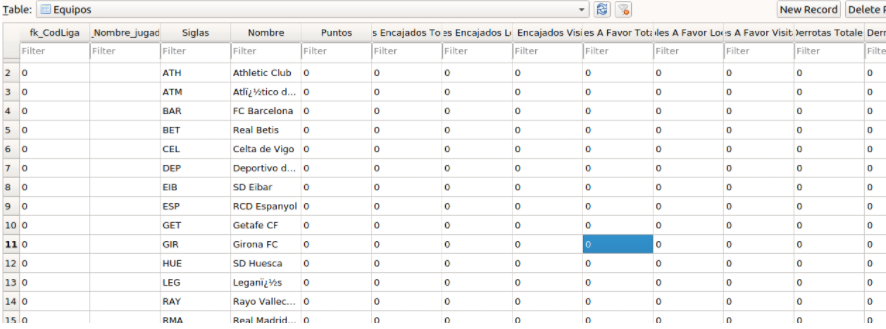 Table: Equipos New Record Delete R
fk_CodLiga _Nombre_jugad Siglas Nombre Puntos s Encajados To es Encajados L Encajados Visi es A Favor Tota les A Favor Lo es A Favor Visit Derrotas Totale Derr
Filter Filter Filter Filter Filter Filter Filter Filter Filter Filter Filter Filter Filter
2 0 ATH Athletic Club 0 0 0 0 0 0 0 0 0
3 0 ATM Atlï¿½tico d... 0 0 0 0 0 0 0 0 0
4 0 BAR FC Barcelona 0 0 0 0 0 0 0 0 0
5 0 BET Real Betis 0 0 0 0 0 0 0 0 0
6 0 CEL Celta de Vigo 0 0 0 0 0 0 0 0 0
7 0 DEP Deportivo d... 0 0 0 0 0 0 0 0 0
8 0 EIB SD Eibar 0 0 0 0 0 0 0 0 0
9 0 ESP RCD Espanyol 0 0 0 0 0 0 0 0 0
10 0 GET Getafe CF 0 0 0 0 0 0 0 0 0
11 0 GIR Girona FC 0 0 0 0 0 0 0 0 0
12 0 HUE SD Huesca 0 0 0 0 0 0 0 0 0
13 0 LEG Leganï¿½s 0 0 0 0 0 0 0 0 0
14 0 RAY Rayo Vallec... 0 0 0 0 0 0 0 0 0
15 0 RMA Real Madrid... 0 0 0 0 0 0 0 0 0